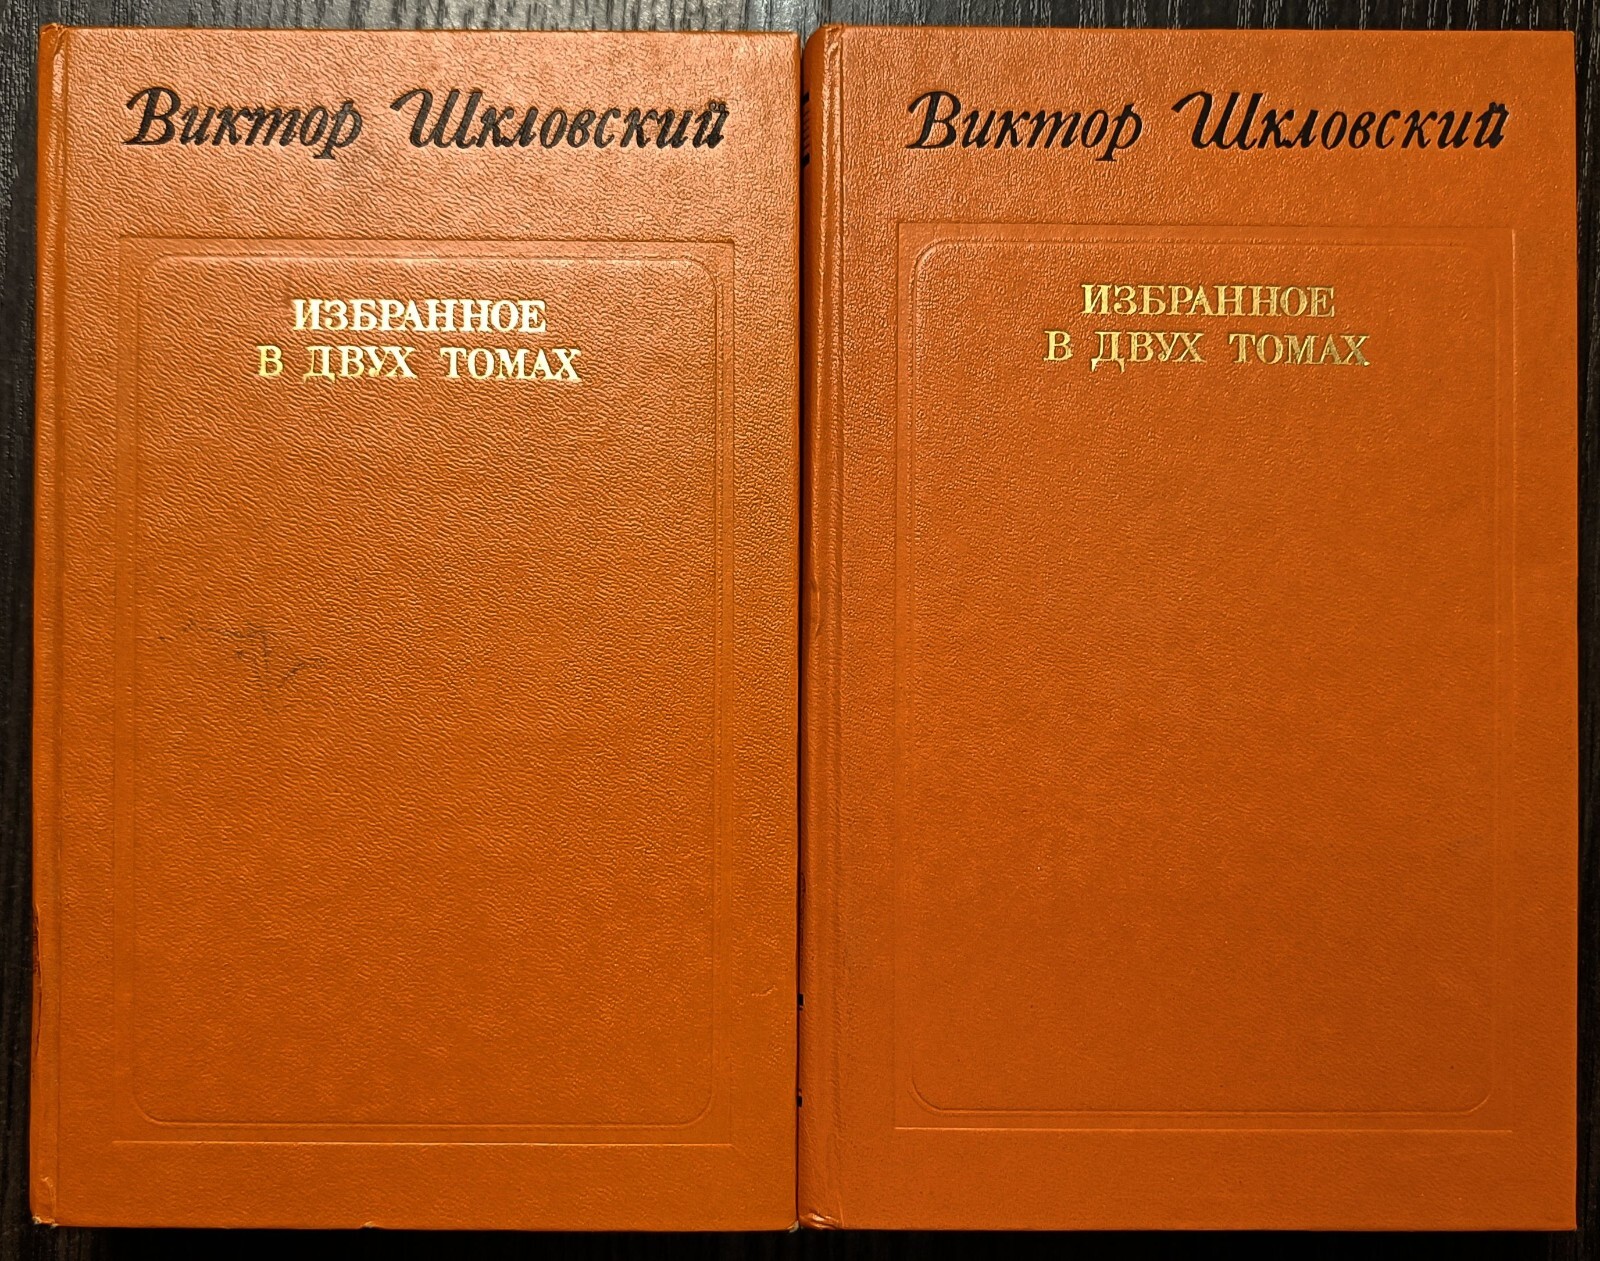 Виктор Шкловский
ИЗБРАННОЕ
В ДВУХ ТОМАХ
Виктор Шкловский
ИЗБРАННОЕ
В ДВУХ ТОМАХ